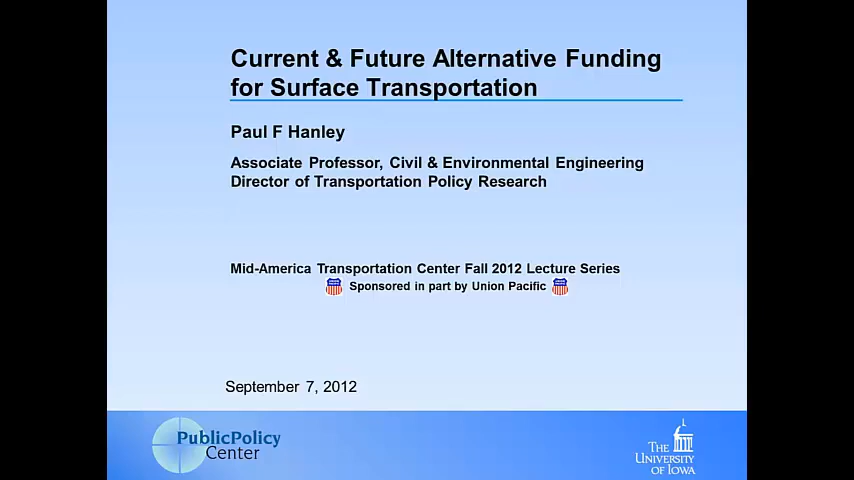 Current & Future Alternative Funding
for Surface Transportation
Paul F Hanley
Associate Professor, Civil & Environmental Engineering
Director of Transportation Policy Research
Mid-America Transportation Center Fall 2012 Lecture Series
Sponsored in part by Union Pacific
September 7, 2012
PublicPolicy
Center
THE
UNIVERSITY
OF IOWA